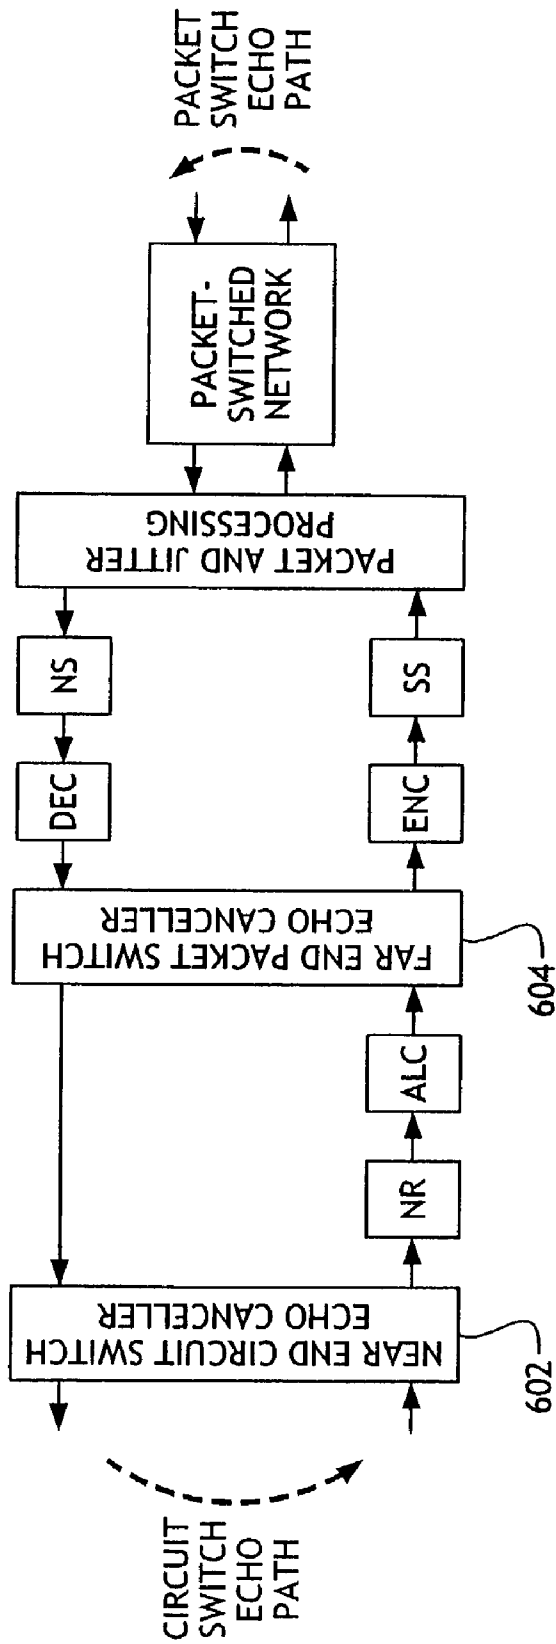 CIRCUIT
SWITCH
ECHO
PATH
NEAR END CIRCUIT SWITCH
ECHO CANCELLER
602
NR
ALC
FAR END PACKET SWITCH
ECHO CANCELLER
604
DEC
NS
ENC
SS
PACKET AND JITTER
PROCESSING
PACKET-
SWITCHED
NETWORK
PACKET
SWITCH
ECHO
PATH